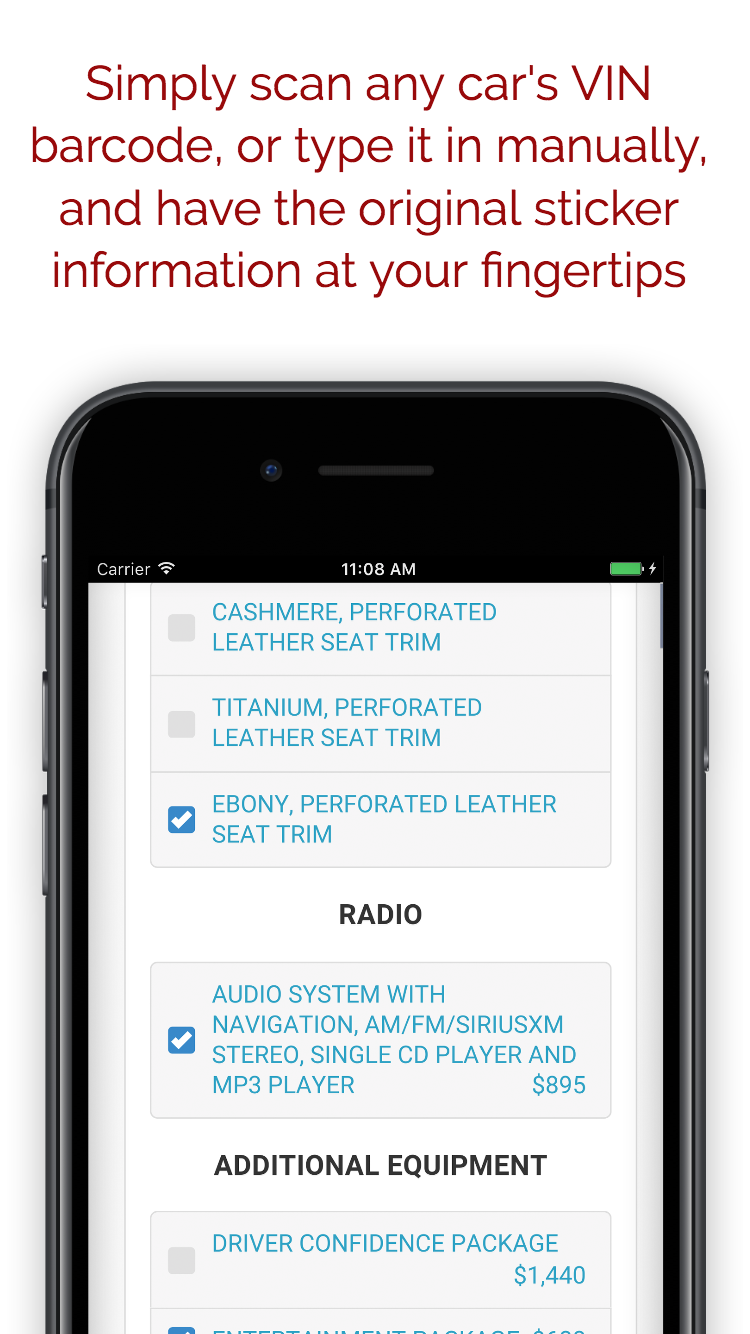 Simply scan any car's VIN
barcode, or type it in manually,
and have the original sticker
information at your fingertips
Carrier
11:08 AM
CASHMERE, PERFORATED
LEATHER SEAT TRIM
TITANIUM, PERFORATED
LEATHER SEAT TRIM
EBONY, PERFORATED LEATHER
SEAT TRIM
RADIO
AUDIO SYSTEM WITH
NAVIGATION, AM/FM/SIRIUSXM
STEREO, SINGLE CD PLAYER AND
MP3 PLAYER $895
ADDITIONAL EQUIPMENT
DRIVER CONFIDENCE PACKAGE
$1,440
ENTERTAINMENT PACKAGE